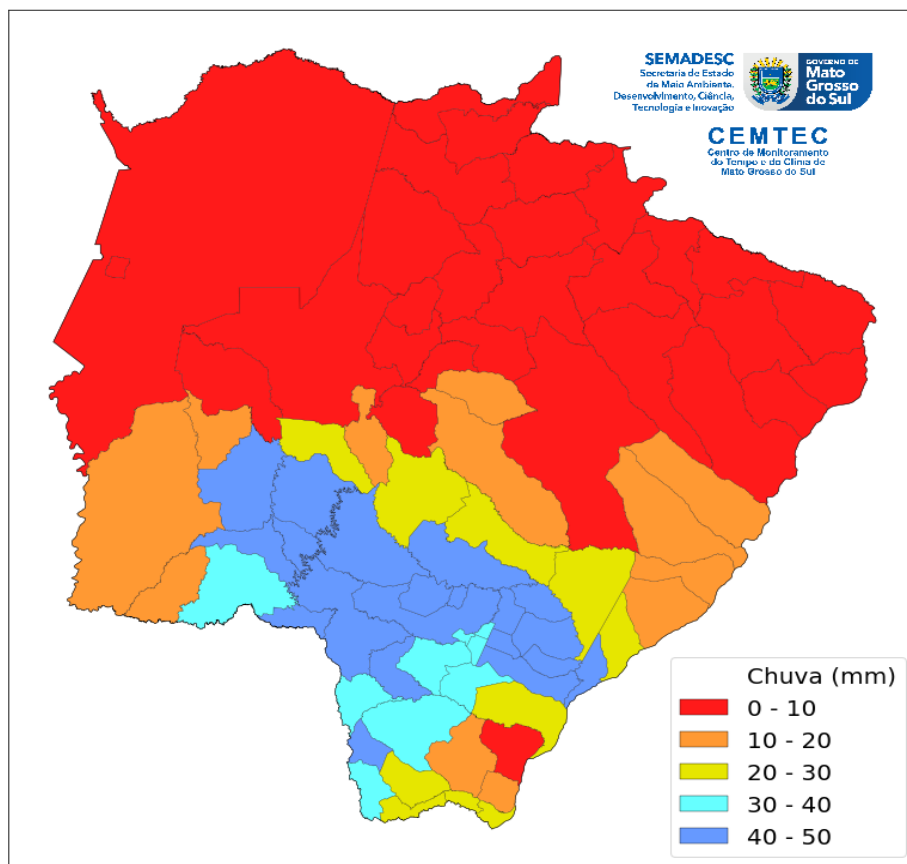 SEMADESC
Secretaria de Estado
de Meio Ambiente,
Desenvolvimento, Ciência,
Tecnologia e Inovação
GOVERNO DE
Mato
Grosso
do Sul
CEMTEC
Centro de Monitoramento
do Tempo e do Clima de
Mato Grosso do Sul
Chuva (mm)
0 - 10
10 - 20
20 - 30
30 - 40
40 - 50